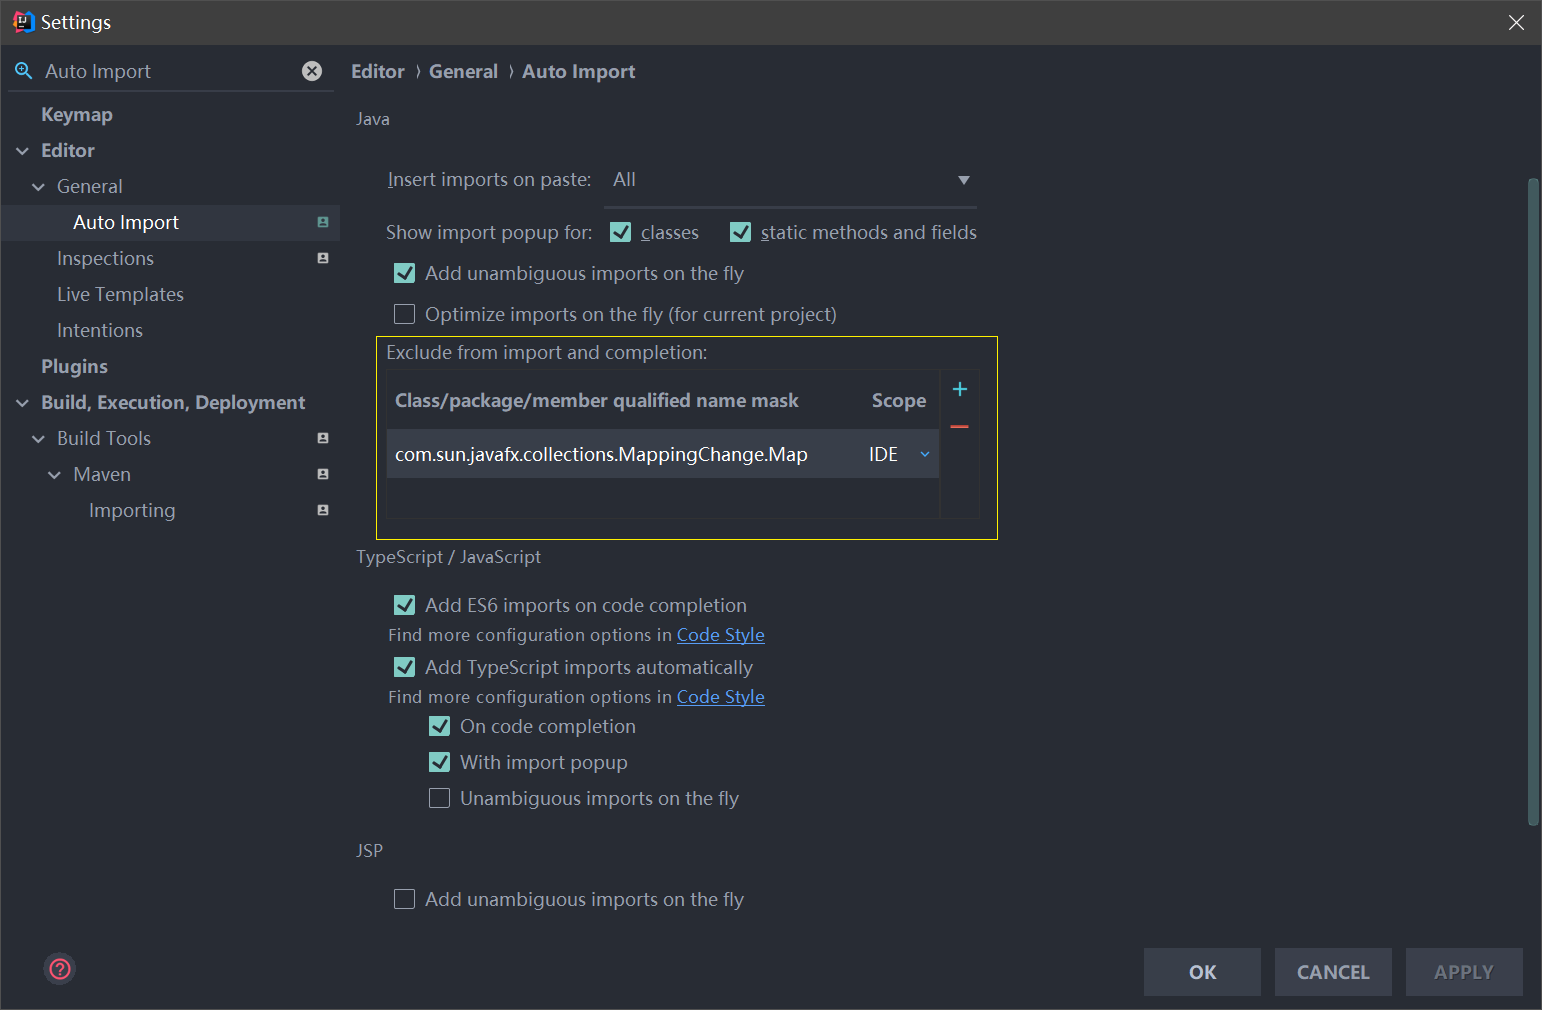 Settings
Auto Import
Editor › General › Auto Import
Keymap
Editor
General
Auto Import
Inspections
Live Templates
Intentions
Plugins
Build, Execution, Deployment
Build Tools
Maven
Importing
Java
Insert imports on paste: All
Show import popup for: classes static methods and fields
Add unambiguous imports on the fly
Optimize imports on the fly (for current project)
Exclude from import and completion:
Class/package/member qualified name mask Scope
com.sun.javafx.collections.MappingChange.Map IDE
TypeScript / JavaScript
Add ES6 imports on code completion
Find more configuration options in Code Style
Add TypeScript imports automatically
Find more configuration options in Code Style
On code completion
With import popup
Unambiguous imports on the fly
JSP
Add unambiguous imports on the fly
OK CANCEL APPLY